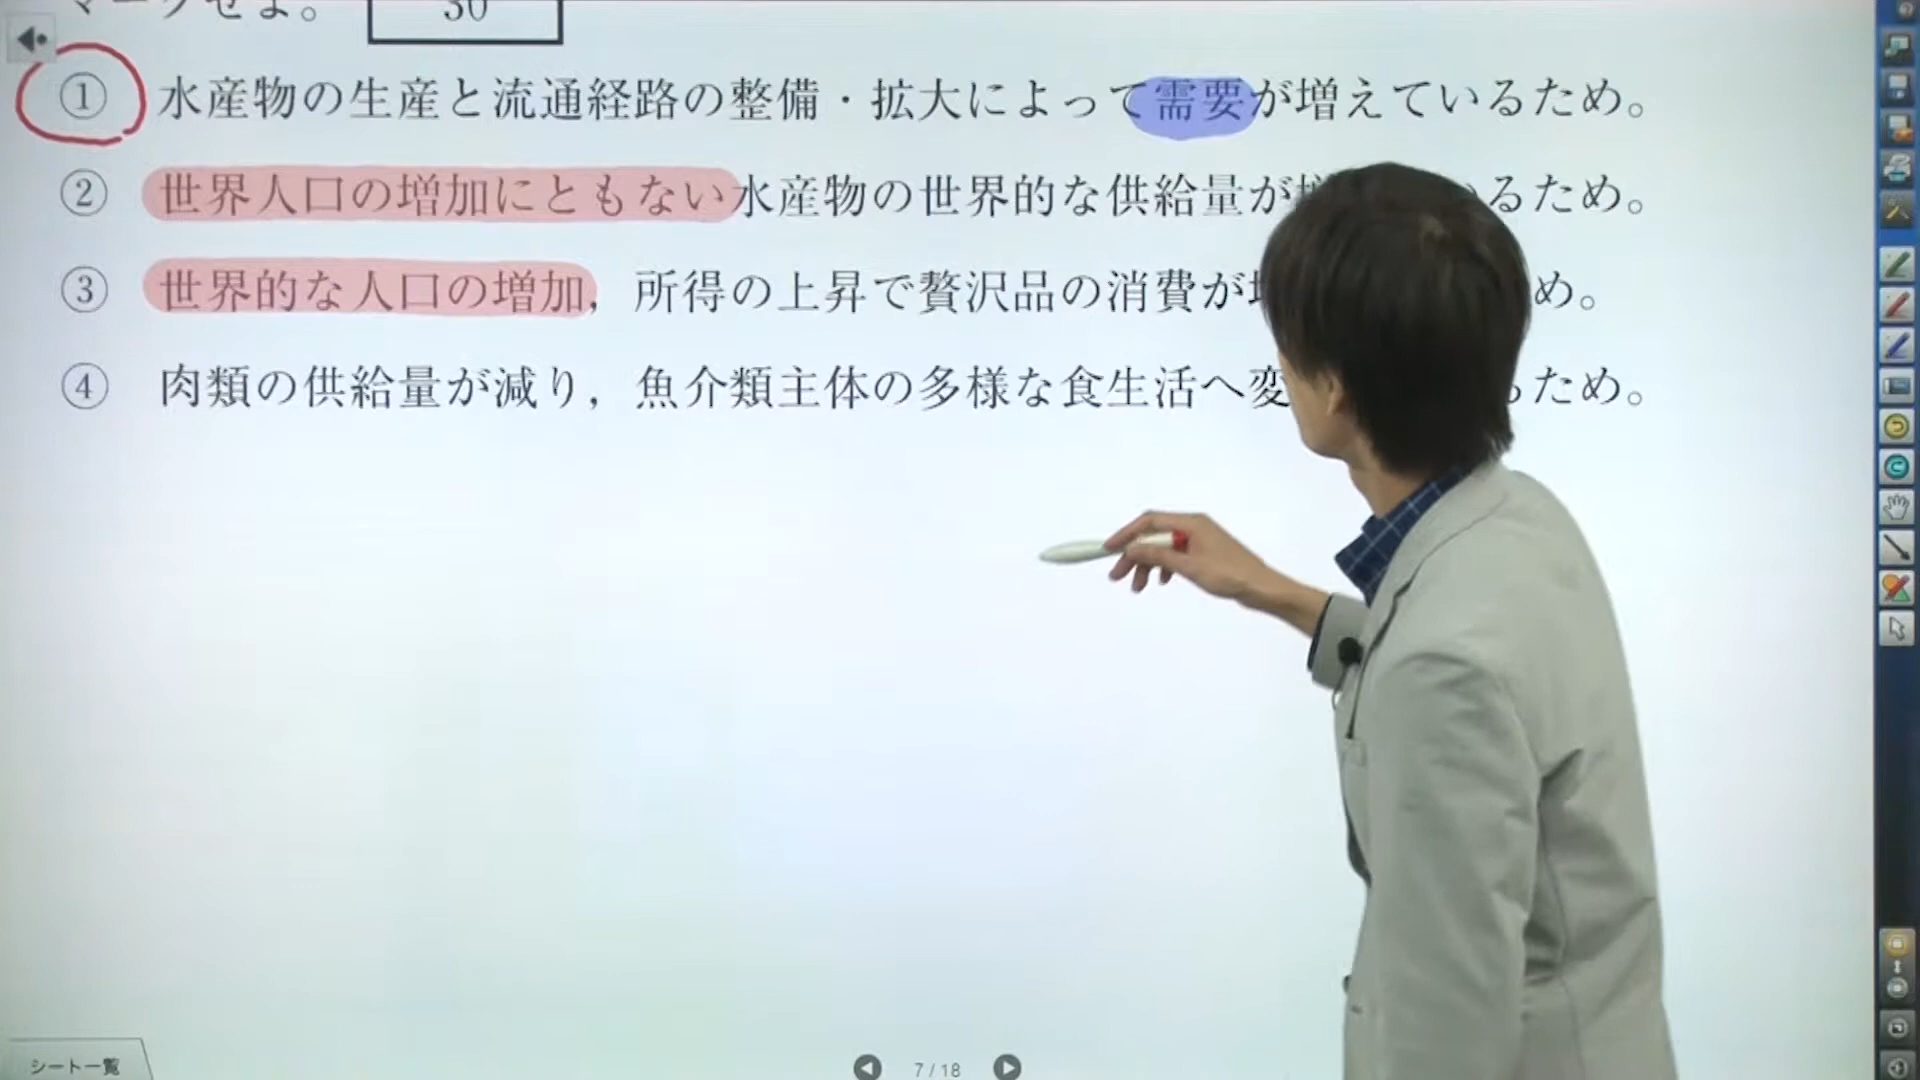 マークせよ。 30
① 水産物の生産と流通経路の整備・拡大によって需要が増えているため。
② 世界人口の増加にともない水産物の世界的な供給量が るため。
③ 世界的な人口の増加，所得の上昇で贅沢品の消費が め。
④ 肉類の供給量が減り，魚介類主体の多様な食生活へ変 ため。
シート一覧
7 / 18